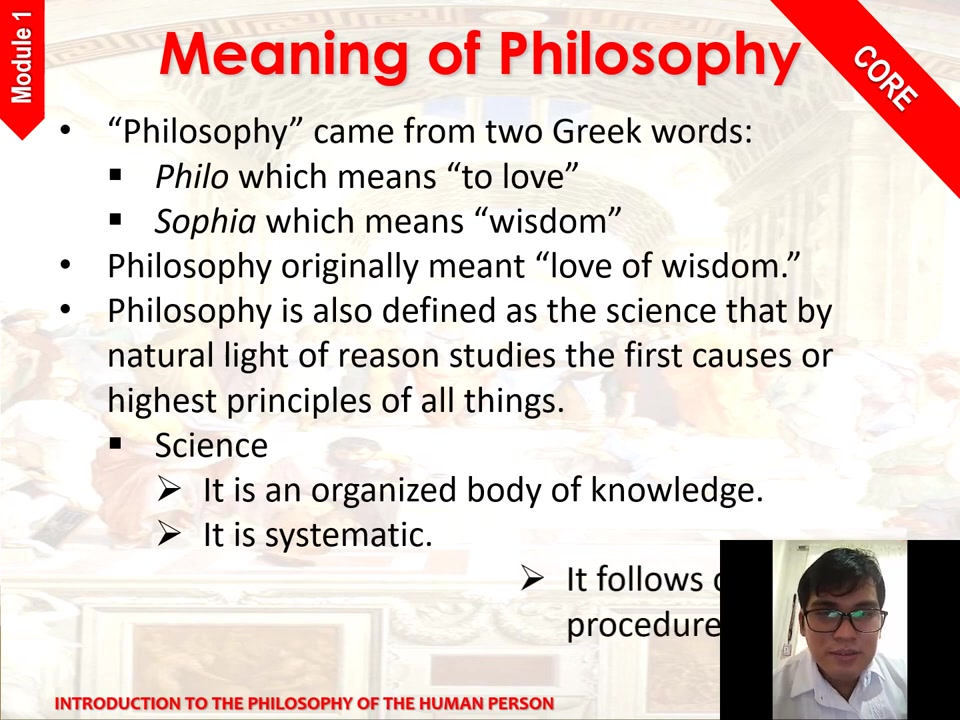 Module 1
Meaning of Philosophy
CORE
• “Philosophy” came from two Greek words:
▪ Philo which means “to love”
▪ Sophia which means “wisdom”
• Philosophy originally meant “love of wisdom.”
• Philosophy is also defined as the science that by
natural light of reason studies the first causes or
highest principles of all things.
▪ Science
➢ It is an organized body of knowledge.
➢ It is systematic.
➢ It follows
procedure
INTRODUCTION TO THE PHILOSOPHY OF THE HUMAN PERSON